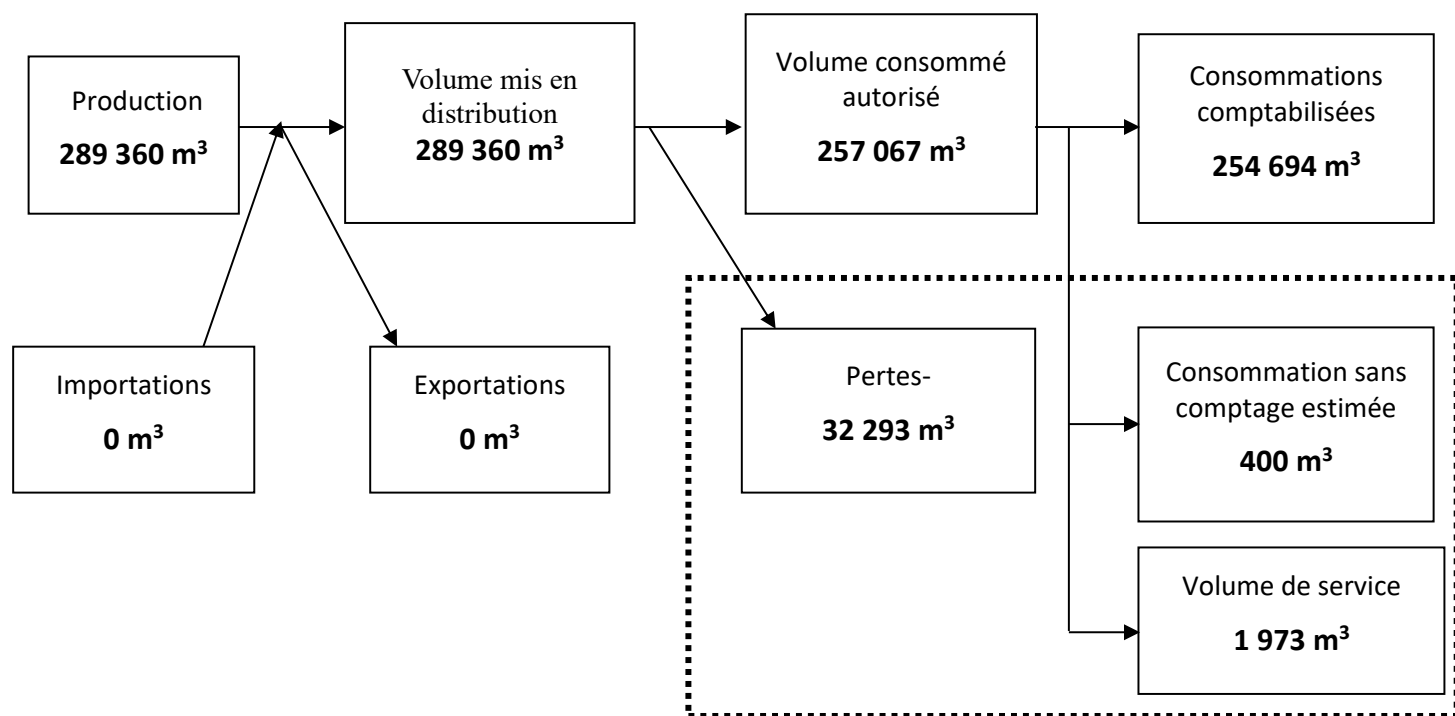 Production
289 360 m³
Volume mis en
distribution
289 360 m³
Volume consommé
autorisé
257 067 m³
Consommations
comptabilisées
254 694 m³
Importations
0 m³
Exportations
0 m³
Pertes-
32 293 m³
Consommation sans
comptage estimée
400 m³
Volume de service
1 973 m³